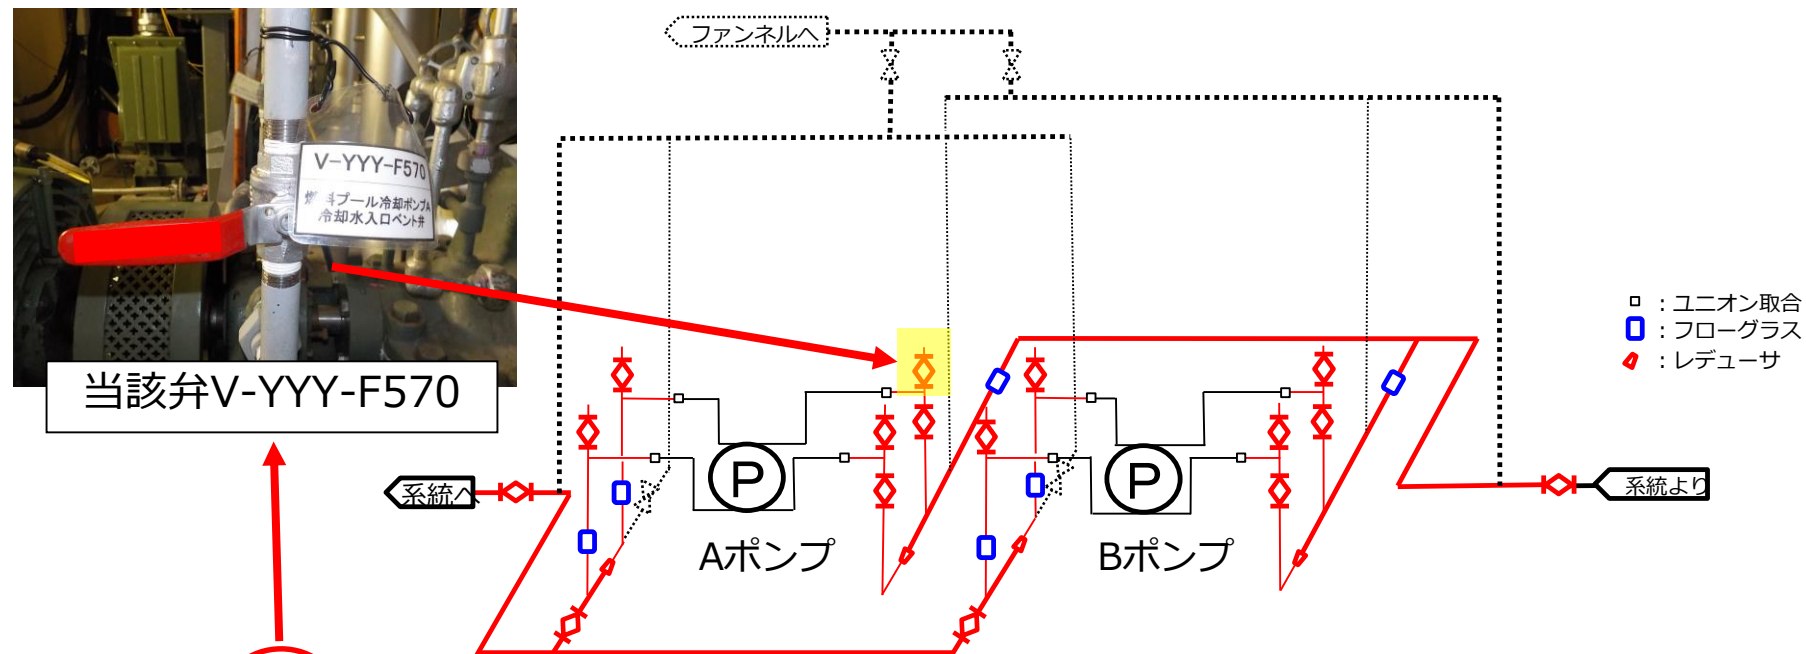 ファンネルへ
V-YYY-F570
燃料プール冷却ポンプA
冷却水入口ベント弁
□ : ユニオン取合
: フローグラス
: レデューサ
当該弁V-YYY-F570
P
P
系統へ
系統より
Aポンプ
Bポンプ